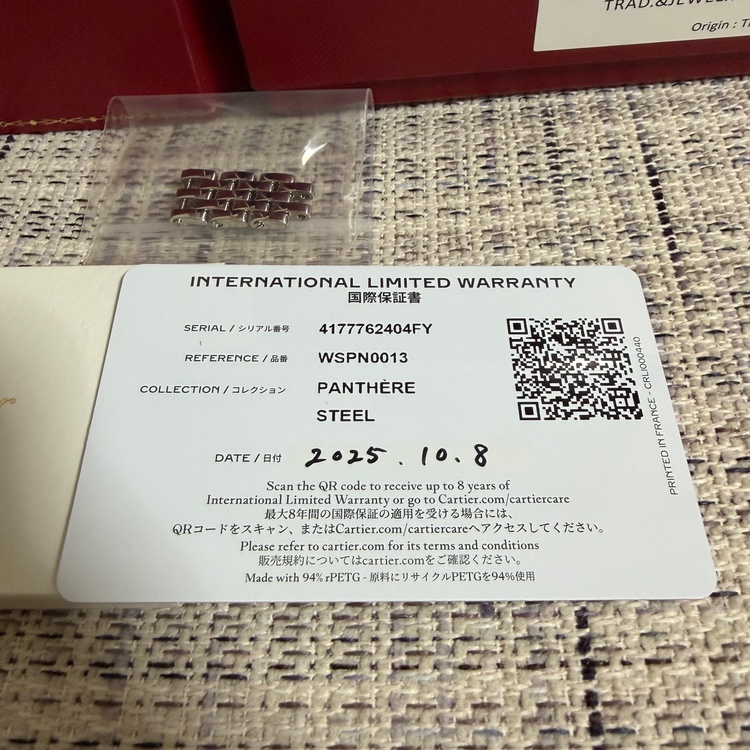 TRAD.&JEWELR
Origin :
INTERNATIONAL LIMITED WARRANTY
国際保証書
SERIAL / シリアル番号 4177762404FY
REFERENCE / 品番 WSPN0013
COLLECTION / コレクション PANTHÈRE
STEEL
DATE / 日付 2025.10.8
Scan the QR code to receive up to 8 years of
International Limited Warranty or go to Cartier.com/cartiercare
最大8年間の国際保証の適用を受ける場合には、
QRコードをスキャン、またはCartier.com/cartiercareへアクセスしてください。
Please refer to cartier.com for its terms and conditions
販売規約についてはcartier.comをご確認ください。
Made with 94% rPETG - 原料にリサイクルPETGを94%使用
PRINTED IN FRANCE - CRLI000440